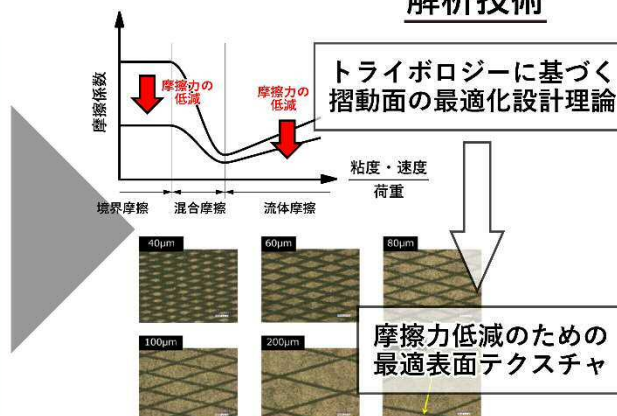 解析技術
摩擦係数
摩擦力の
低減
摩擦力の
低減
粘度・速度
荷重
境界摩擦
混合摩擦
流体摩擦
トライボロジーに基づく
摺動面の最適化設計理論
40μm
60μm
80μm
100μm
200μm
摩擦力低減のための
最適表面テクスチャ